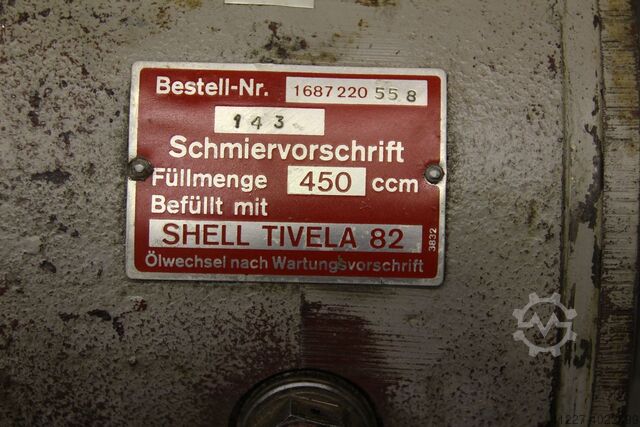 Bestell-Nr. 1687 220 55 8
143
Schmiervorschrift
Füllmenge 450 ccm
Befüllt mit
SHELL TIVELA 82
3832
Ölwechsel nach Wartungsvorschrift